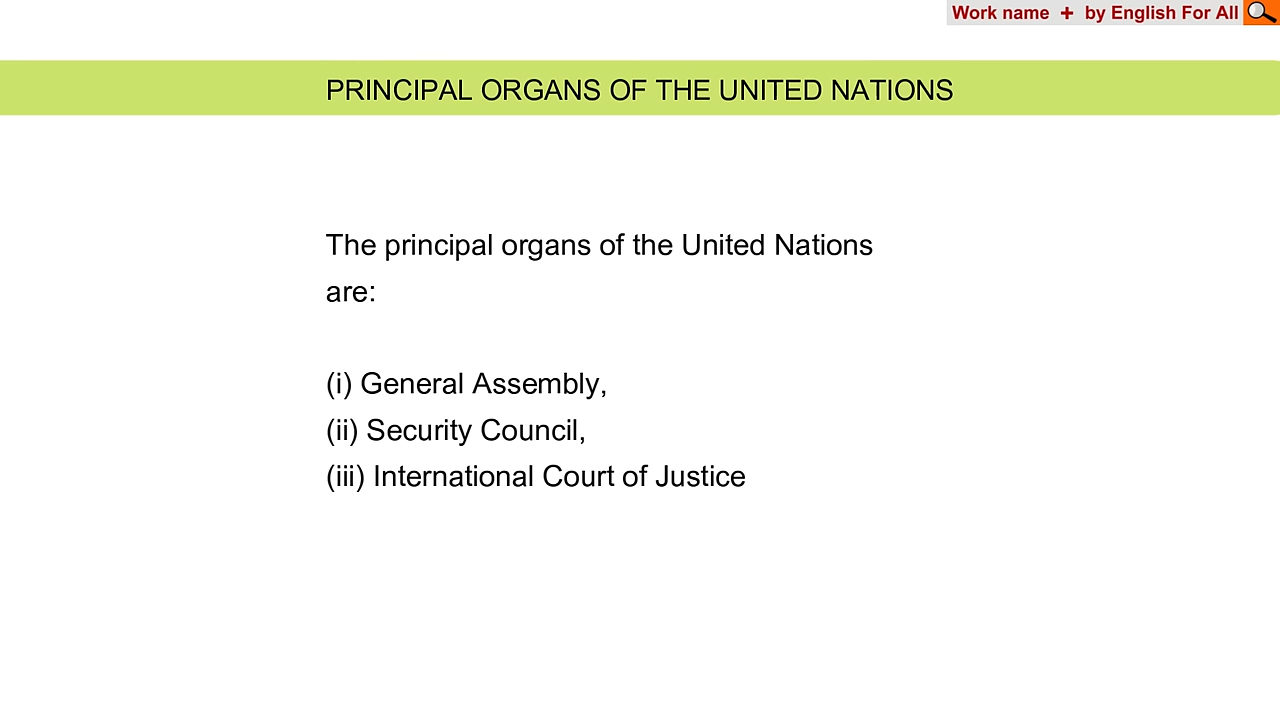 Work name + by English For All
PRINCIPAL ORGANS OF THE UNITED NATIONS
The principal organs of the United Nations
are:
(i) General Assembly,
(ii) Security Council,
(iii) International Court of Justice